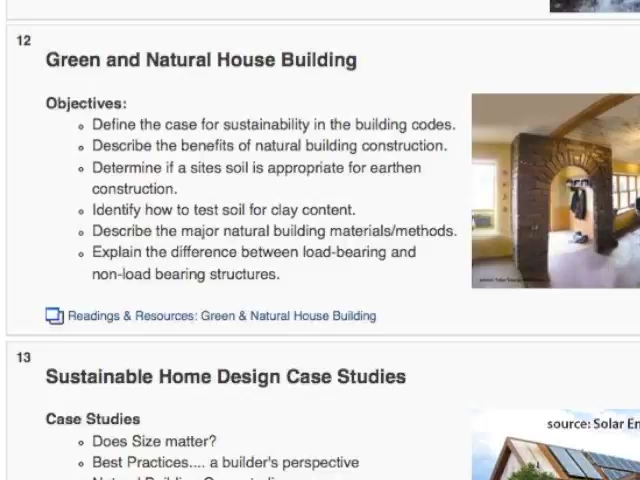 12
Green and Natural House Building
Objectives:
Define the case for sustainability in the building codes.
Describe the benefits of natural building construction.
Determine if a sites soil is appropriate for earthen
construction.
Identify how to test soil for clay content.
Describe the major natural building materials/methods.
Explain the difference between load-bearing and
non-load bearing structures.
Readings & Resources: Green & Natural House Building
13
Sustainable Home Design Case Studies
Case Studies
source: Solar En
Does Size matter?
Best Practices.... a builder's perspective